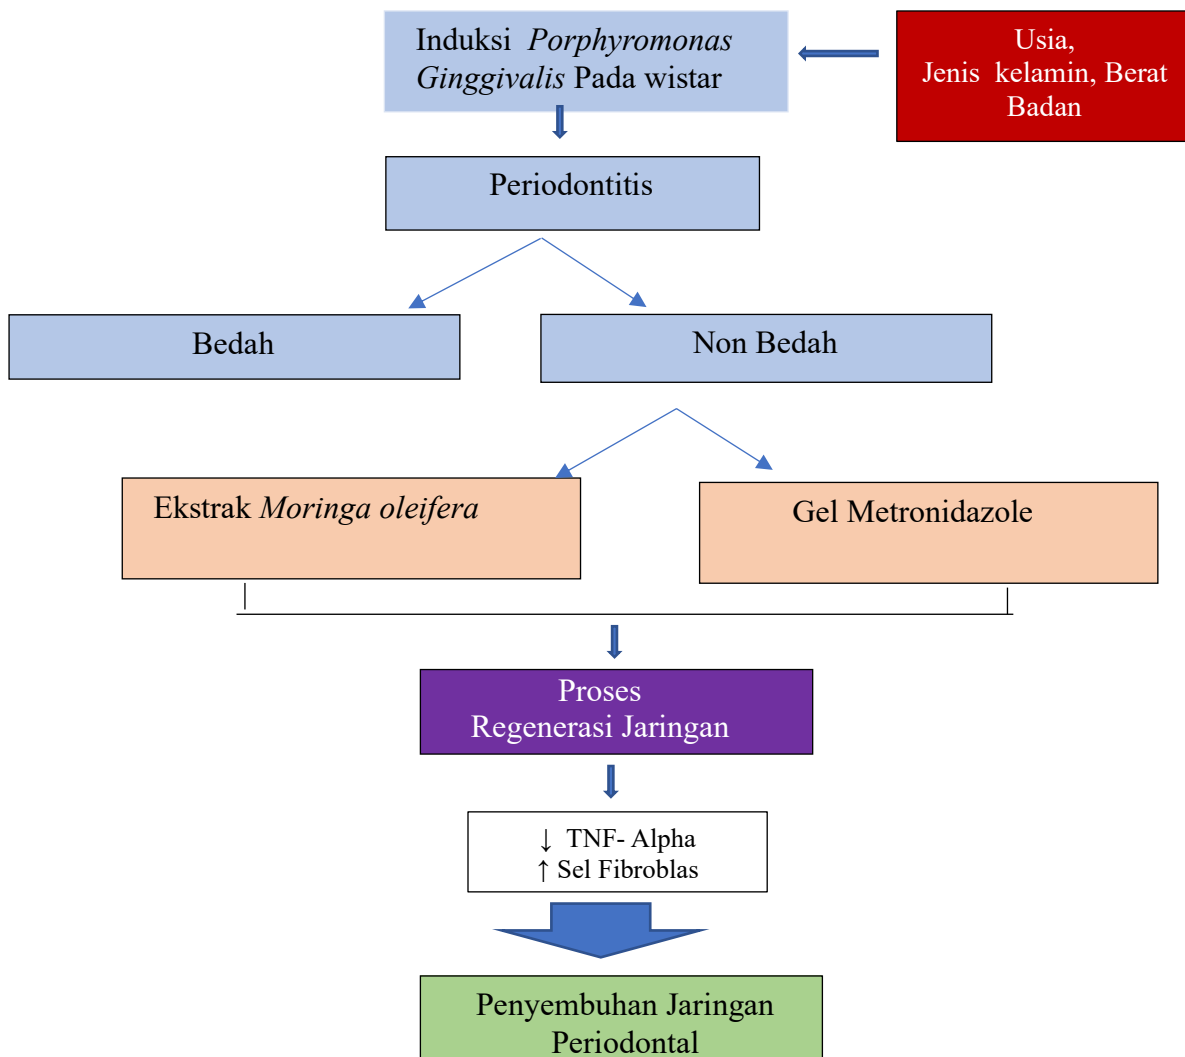 Induksi Porphyromonas
Ginggivalis Pada wistar
Usia,
Jenis kelamin, Berat
Badan
Periodontitis
Bedah
Non Bedah
Ekstrak Moringa oleifera
Gel Metronidazole
Proses
Regenerasi Jaringan
↓ TNF- Alpha
↑ Sel Fibroblas
Penyembuhan Jaringan
Periodontal